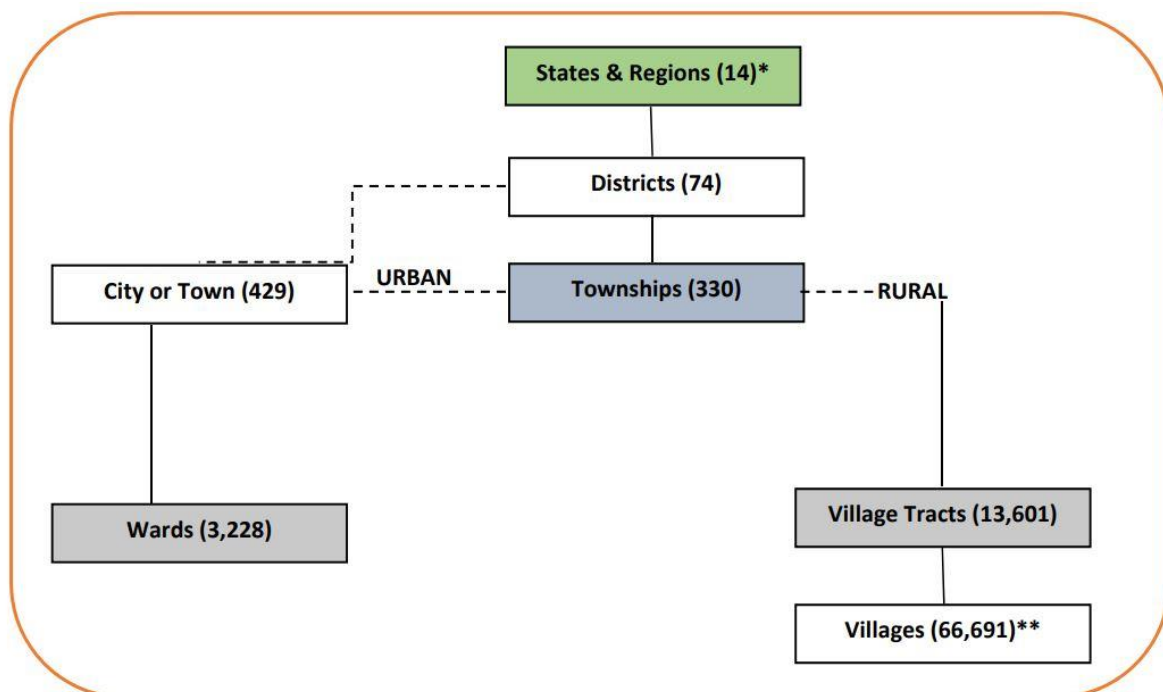 States & Regions (14)*
Districts (74)
City or Town (429)
URBAN
Townships (330)
RURAL
Wards (3,228)
Village Tracts (13,601)
Villages (66,691)**